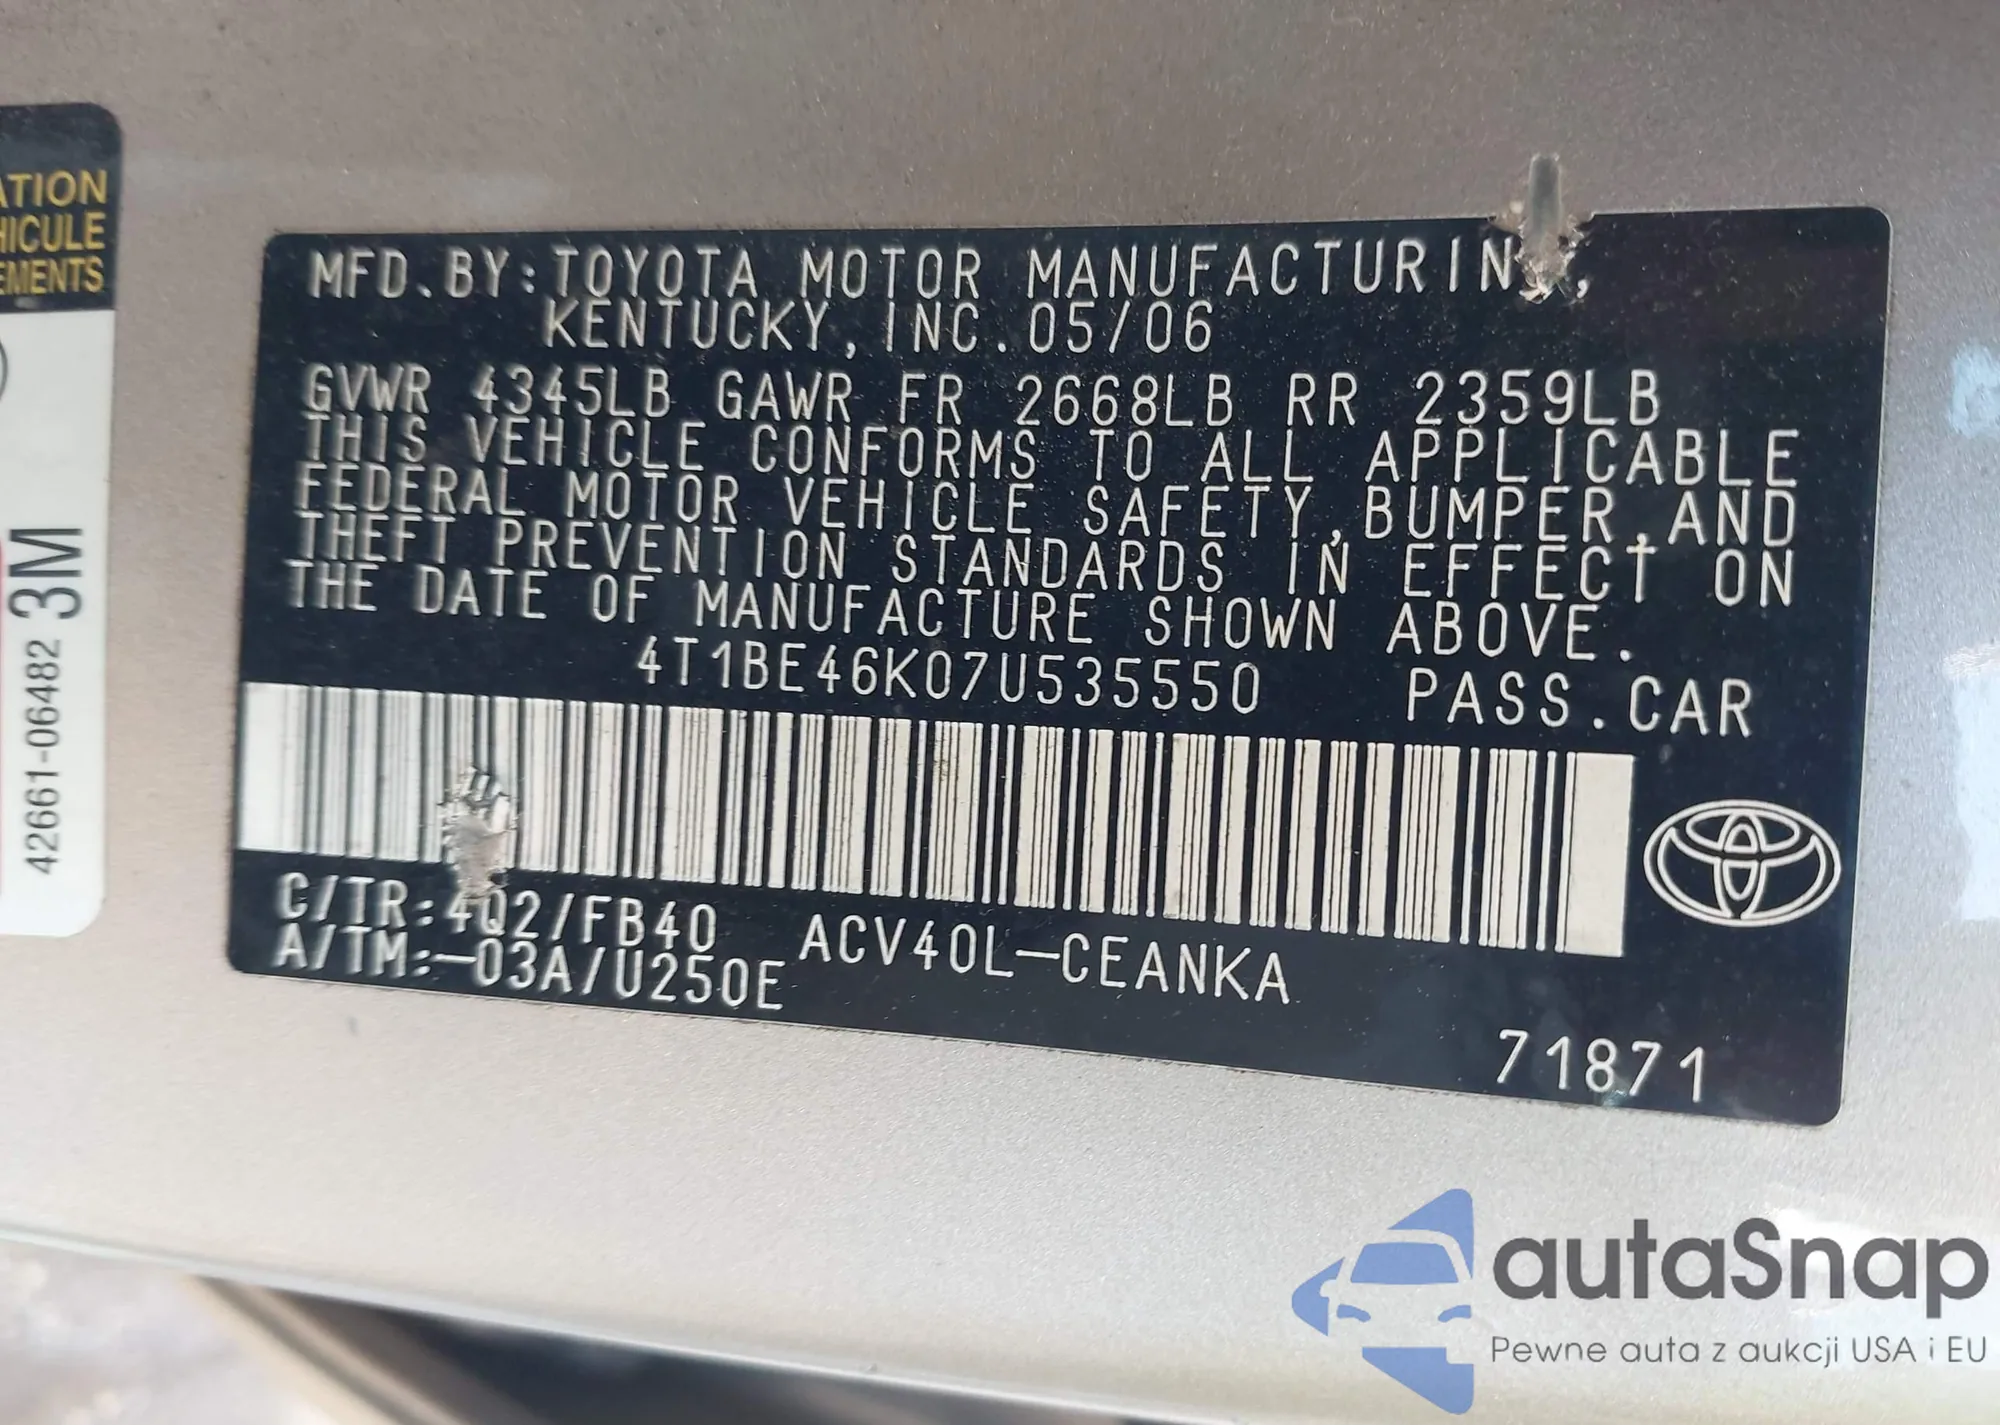 ATION
HICULE
EMENTS
3M
42661-06482
MFD.BY:TOYOTA MOTOR MANUFACTURIN ,
KENTUCKY,INC.05/06
GVWR 4345LB GAWR FR 2668LB RR 2359LB
THIS VEHICLE CONFORMS TO ALL APPLICABLE
FEDERAL MOTOR VEHICLE SAFETY,BUMPER,AND
THEFT PREVENTION STANDARDS IN EFFECT ON
THE DATE OF MANUFACTURE SHOWN ABOVE.
4T1BE46K07U535550 PASS.CAR
C/TR:4Q2/FB40 ACV40L-CEANKA
A/TM:-03A/U250E
71871
autaSnap
Pewne auta z aukcji USA i EU